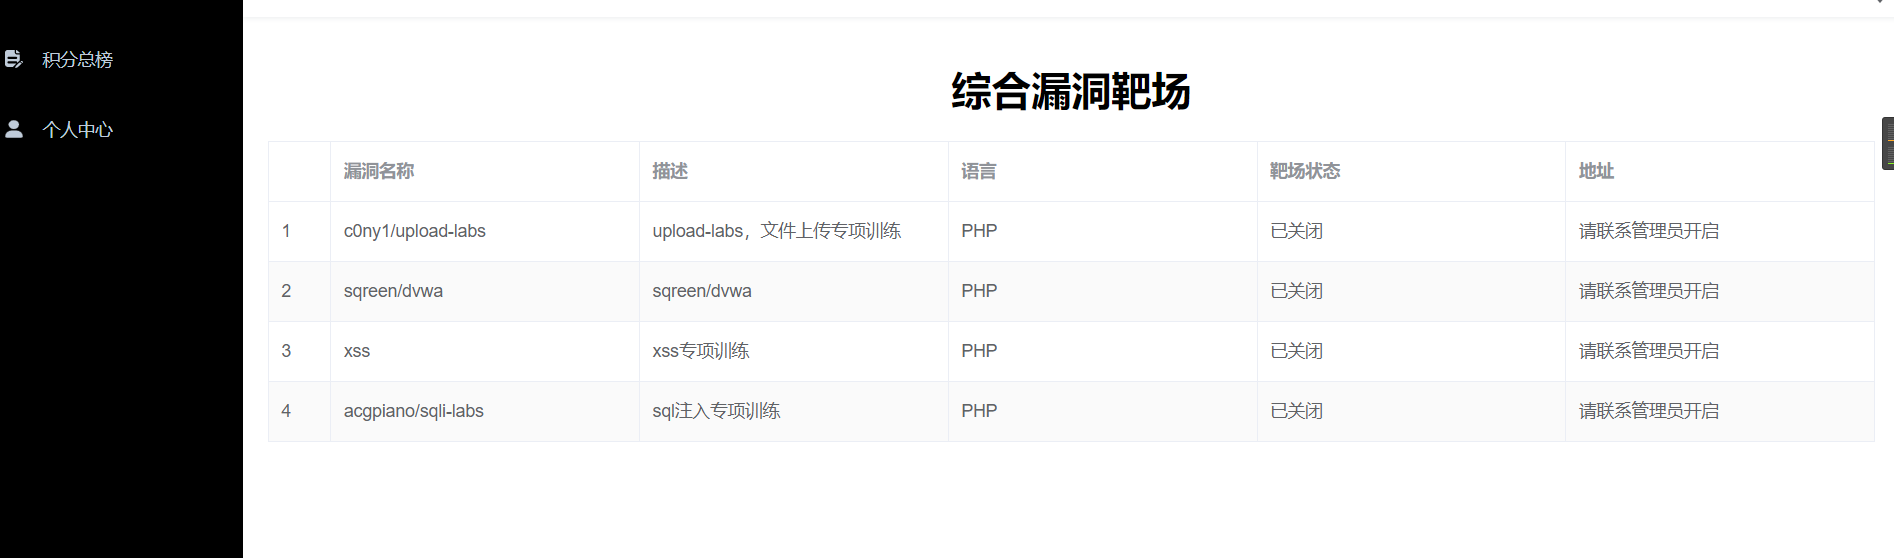 积分总榜
个人中心
综合漏洞靶场
漏洞名称 描述 语言 靶场状态 地址
1 c0ny1/upload-labs upload-labs，文件上传专项训练 PHP 已关闭 请联系管理员开启
2 sqreen/dvwa sqreen/dvwa PHP 已关闭 请联系管理员开启
3 xss xss专项训练 PHP 已关闭 请联系管理员开启
4 acgpiano/sqli-labs sql注入专项训练 PHP 已关闭 请联系管理员开启